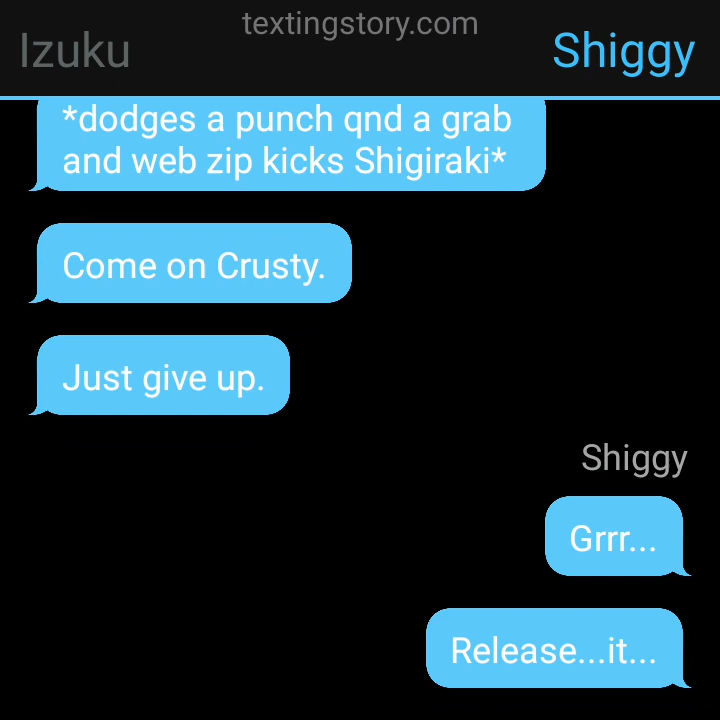 textingstory.com
Izuku
Shiggy
*dodges a punch qnd a grab
and web zip kicks Shigiraki*
Come on Crusty.
Just give up.
Shiggy
Grrr...
Release...it...